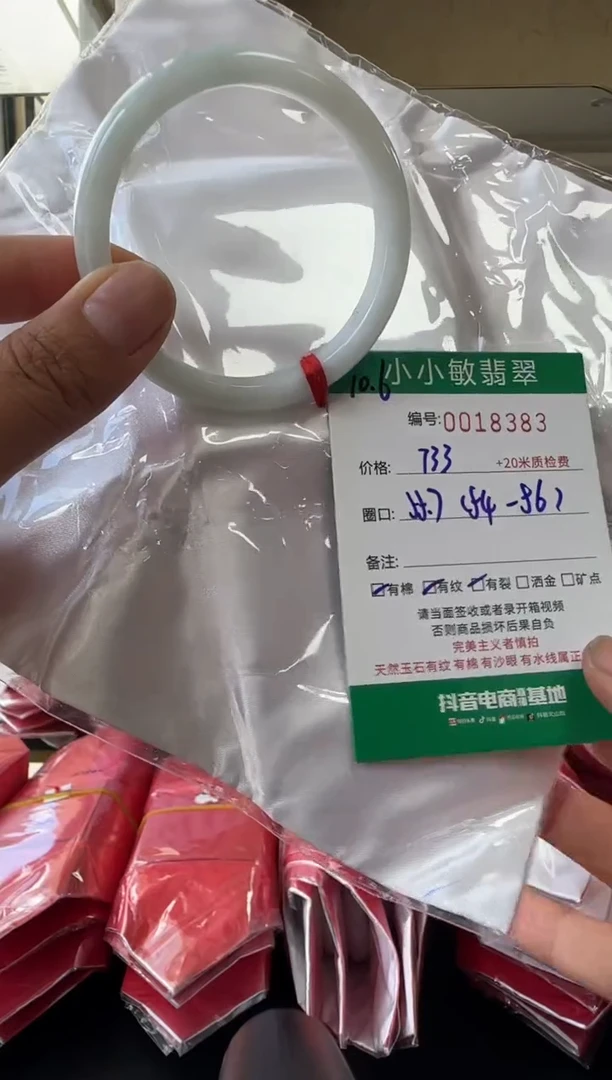 10.6
小小敏翡翠
编号:0018383
价格: 733 +20米质检费
圈口: 55.7 (54-56)
备注:
有棉 有纹 有裂 洒金 矿点
请当面签收或者录开箱视频
否则商品损坏后果自负
完美主义者慎拍
天然玉石有纹有棉有沙眼有水线属正
抖音电商直播基地